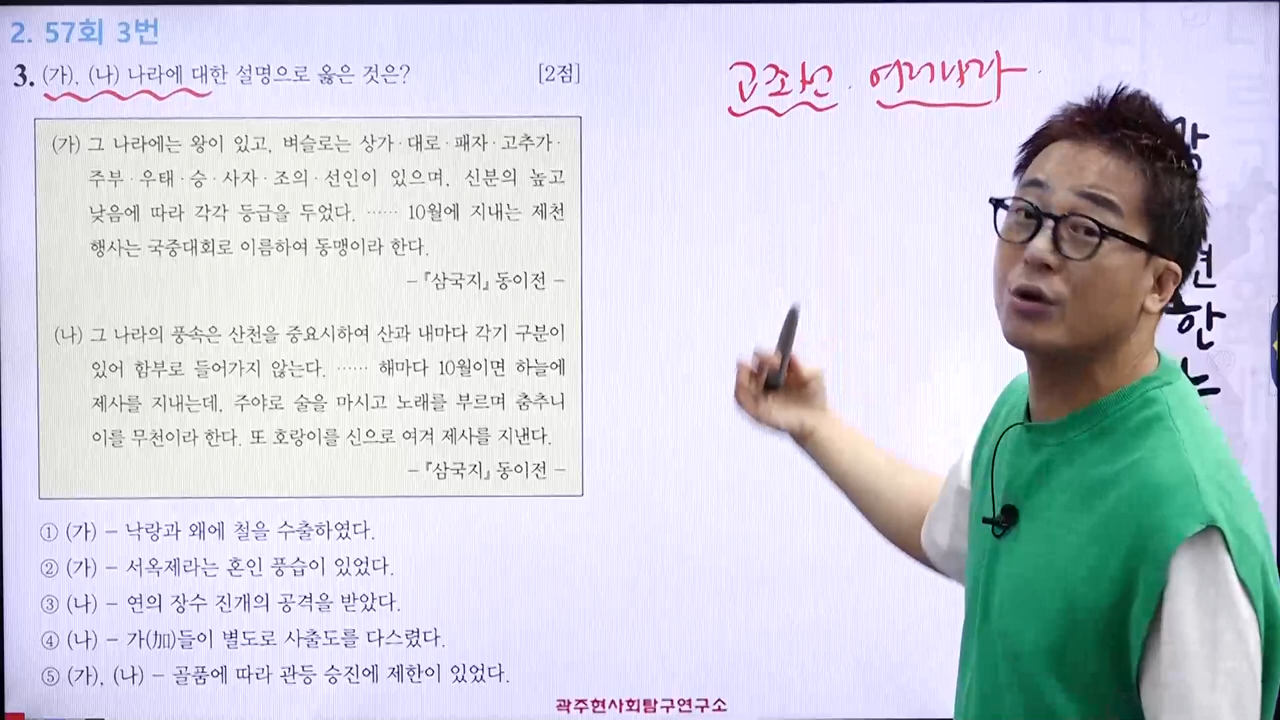 2. 57회 3번
3. (가), (나) 나라에 대한 설명으로 옳은 것은? [2점]
고조선. 여러나라.
(가) 그 나라에는 왕이 있고, 벼슬로는 상가·대로·패자·고추가·
주부·우태·승·사자·조의·선인이 있으며, 신분의 높고
낮음에 따라 각각 등급을 두었다. …… 10월에 지내는 제천
행사는 국중대회로 이름하여 동맹이라 한다.
-『삼국지』 동이전 -
(나) 그 나라의 풍속은 산천을 중요시하여 산과 내마다 각기 구분이
있어 함부로 들어가지 않는다. …… 해마다 10월이면 하늘에
제사를 지내는데, 주야로 술을 마시고 노래를 부르며 춤추니
이를 무천이라 한다. 또 호랑이를 신으로 여겨 제사를 지낸다.
-『삼국지』 동이전 -
① (가) - 낙랑과 왜에 철을 수출하였다.
② (가) - 서옥제라는 혼인 풍습이 있었다.
③ (나) - 연의 장수 진개의 공격을 받았다.
④ (나) - 가(加)들이 별도로 사출도를 다스렸다.
⑤ (가), (나) - 골품에 따라 관등 승진에 제한이 있었다.
곽주현사회탐구연구소